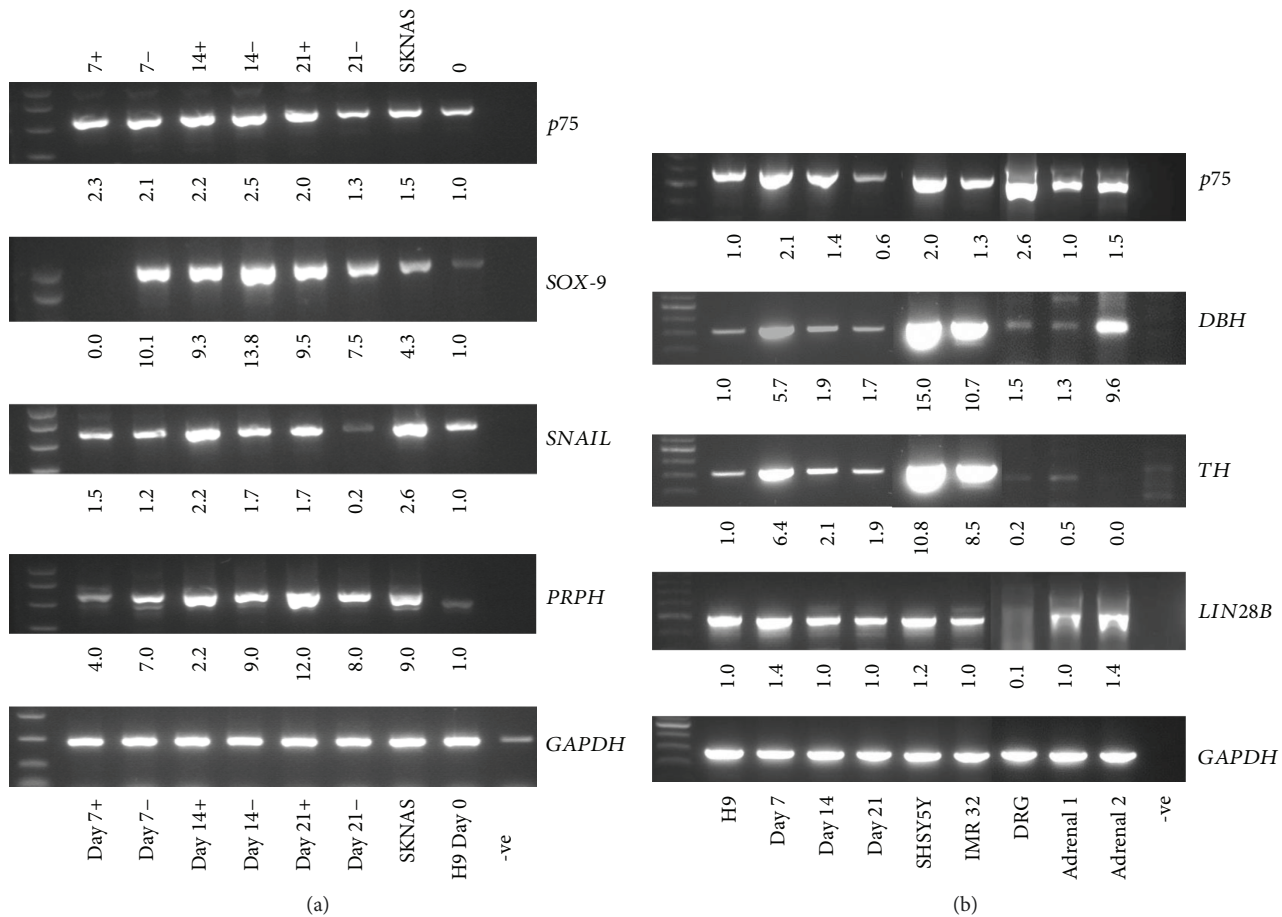 7+ 7− 14+ 14− 21+ 21− SKNAS 0
p75
2.3 2.1 2.2 2.5 2.0 1.3 1.5 1.0
SOX-9
0.0 10.1 9.3 13.8 9.5 7.5 4.3 1.0
SNAIL
1.5 1.2 2.2 1.7 1.7 0.2 2.6 1.0
PRPH
4.0 7.0 2.2 9.0 12.0 8.0 9.0 1.0
GAPDH
Day 7+ Day 7− Day 14+ Day 14− Day 21+ Day 21− SKNAS H9 Day 0 -ve
(a)
p75
1.0 2.1 1.4 0.6 2.0 1.3 2.6 1.0 1.5
DBH
1.0 5.7 1.9 1.7 15.0 10.7 1.5 1.3 9.6
TH
1.0 6.4 2.1 1.9 10.8 8.5 0.2 0.5 0.0
LIN28B
1.0 1.4 1.0 1.0 1.2 1.0 0.1 1.0 1.4
GAPDH
H9 Day 7 Day 14 Day 21 SHSY5Y IMR 32 DRG Adrenal 1 Adrenal 2 -ve
(b)